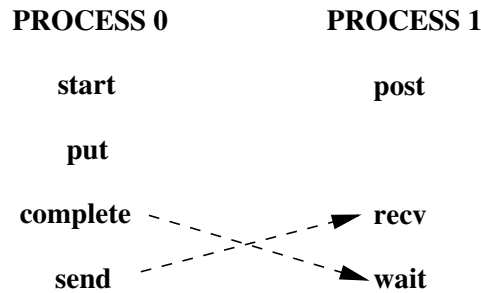 PROCESS 0 PROCESS 1
start post
put
complete recv
send wait